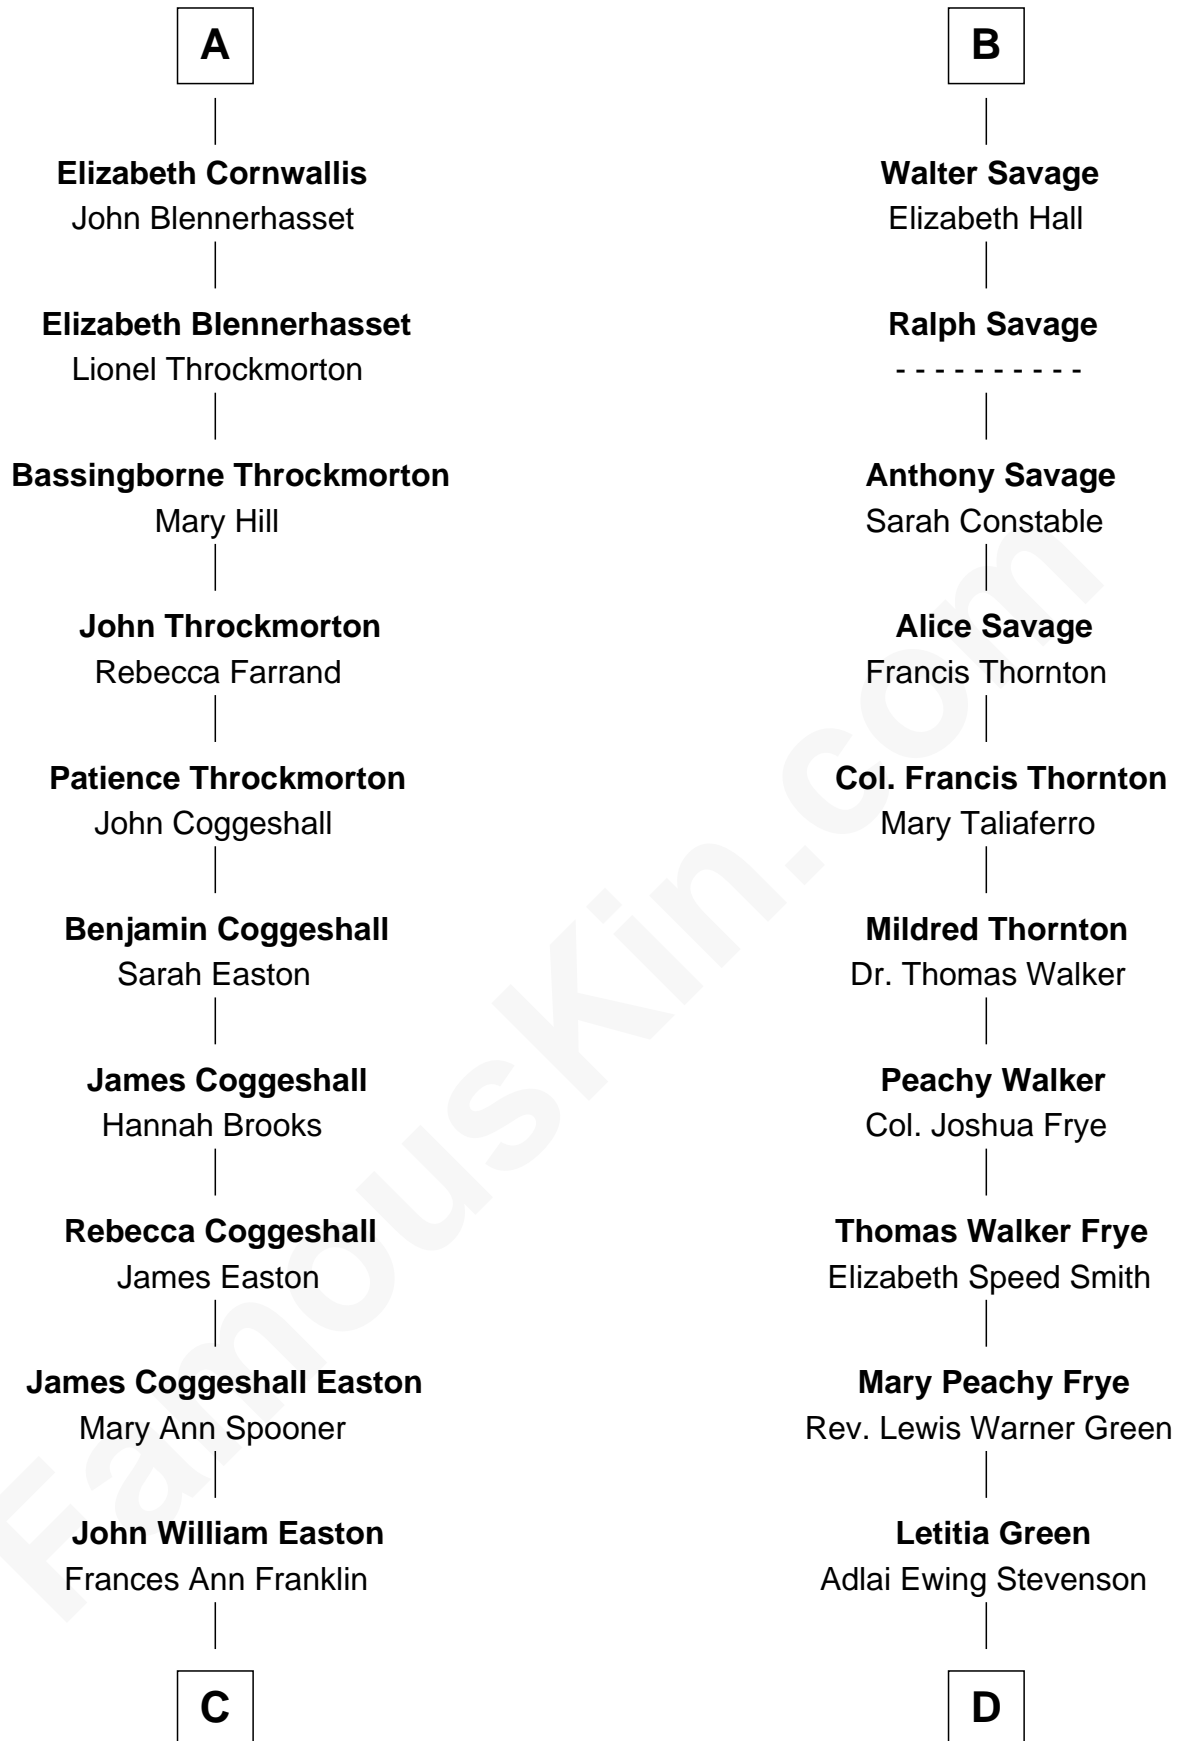 A
Elizabeth Cornwallis
John Blennerhasset
Elizabeth Blennerhasset
Lionel Throckmorton
Bassingborne Throckmorton
Mary Hill
John Throckmorton
Rebecca Farrand
Patience Throckmorton
John Coggeshall
Benjamin Coggeshall
Sarah Easton
James Coggeshall
Hannah Brooks
Rebecca Coggeshall
James Easton
James Coggeshall Easton
Mary Ann Spooner
John William Easton
Frances Ann Franklin
C
B
Walter Savage
Elizabeth Hall
Ralph Savage
- - - - - - - - - -
Anthony Savage
Sarah Constable
Alice Savage
Francis Thornton
Col. Francis Thornton
Mary Taliaferro
Mildred Thornton
Dr. Thomas Walker
Peachy Walker
Col. Joshua Frye
Thomas Walker Frye
Elizabeth Speed Smith
Mary Peachy Frye
Rev. Lewis Warner Green
Letitia Green
Adlai Ewing Stevenson
D
FamousKin.com